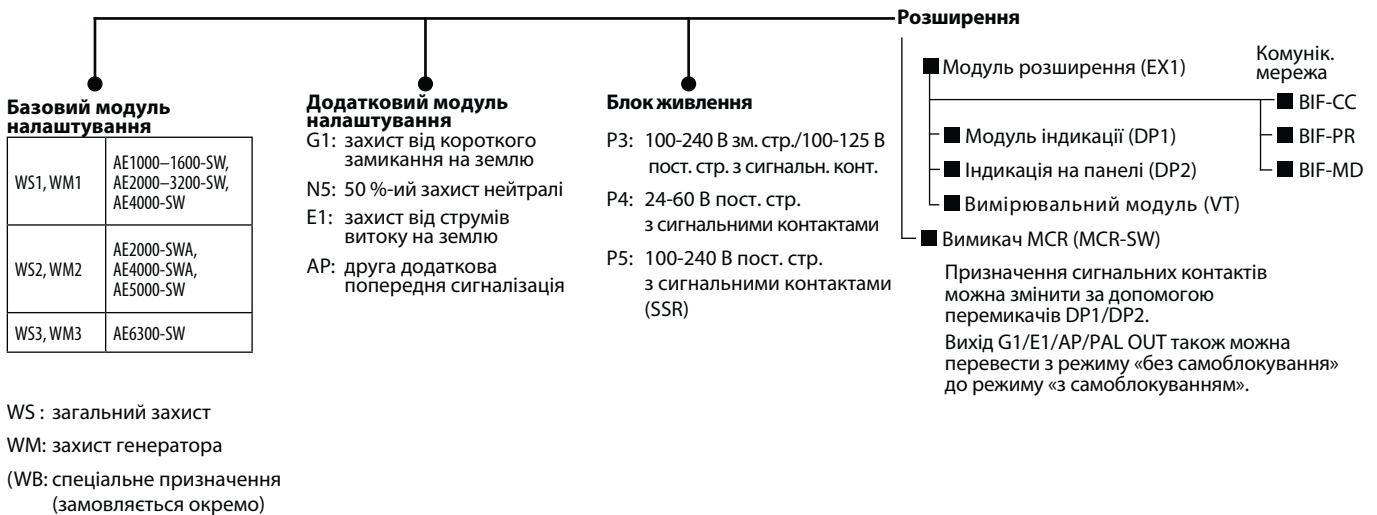 Розширення
Базовий модуль
налаштування
WS1, WM1
AE1000–1600-SW,
AE2000–3200-SW,
AE4000-SW
WS2, WM2
AE2000-SWA,
AE4000-SWA,
AE5000-SW
WS3, WM3
AE6300-SW
WS : загальний захист
WM: захист генератора
(WB: спеціальне призначення
(замовляється окремо)
Додатковий модуль
налаштування
G1: захист від короткого
замикання на землю
N5: 50 %-ий захист нейтралі
E1: захист від струмів
витоку на землю
AP: друга додаткова
попередня сигналізація
Блок живлення
P3: 100-240 В зм. стр./100-125 В
пост. стр. з сигнальн. конт.
P4: 24-60 В пост. стр.
з сигнальними контактами
P5: 100-240 В пост. стр.
з сигнальними контактами
(SSR)
Модуль розширення (EX1)
Комунік.
мережа
BIF-CC
Модуль індикації (DP1)
BIF-PR
Індикація на панелі (DP2)
BIF-MD
Вимірювальний модуль (VT)
Вимикач MCR (MCR-SW)
Призначення сигнальних контактів
можна змінити за допомогою
перемикачів DP1/DP2.
Вихід G1/E1/AP/PAL OUT також можна
перевести з режиму «без самоблокування»
до режиму «з самоблокуванням».